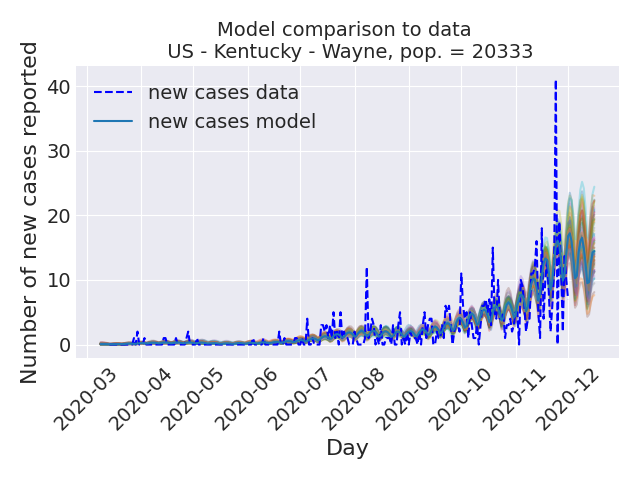 Model comparison to data
US - Kentucky - Wayne, pop. = 20333
Number of new cases reported
40
30
20
10
0
new cases data
new cases model
2020-03
2020-04
2020-05
2020-06
2020-07
2020-08
2020-09
2020-10
2020-11
2020-12
Day